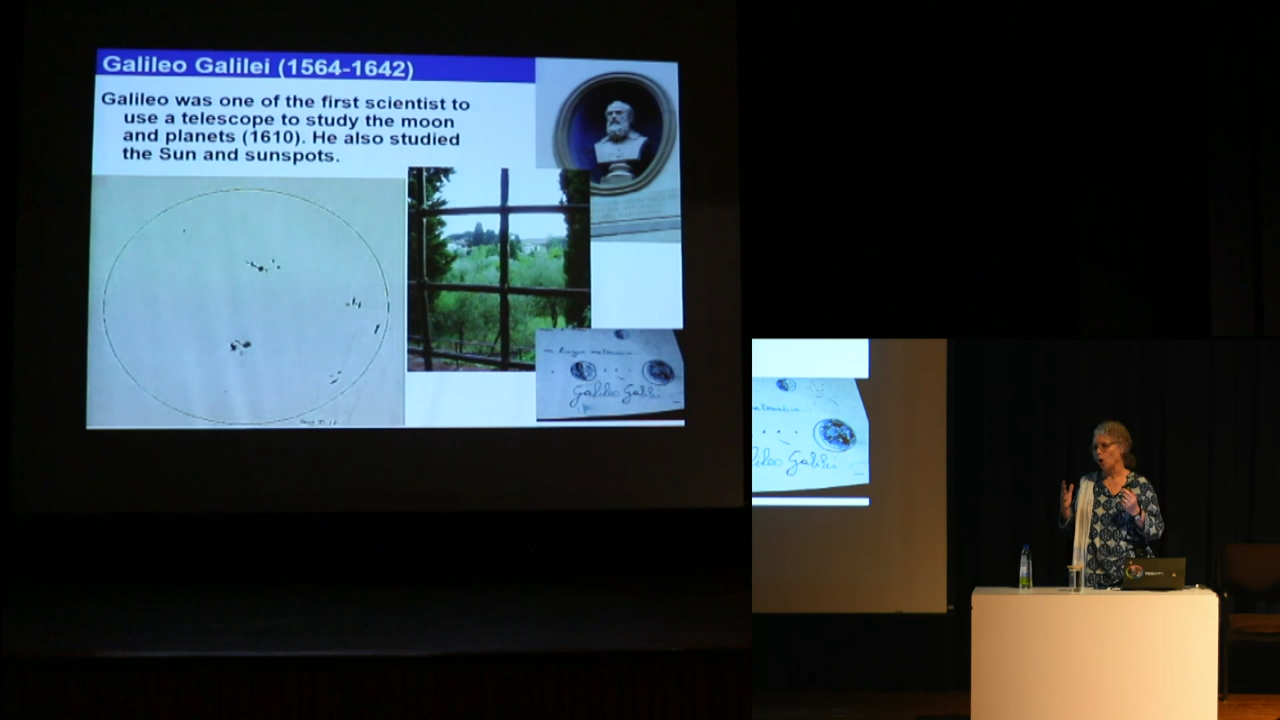 Galileo Galilei (1564-1642)
Galileo was one of the first scientist to
use a telescope to study the moon
and planets (1610). He also studied
the Sun and sunspots.
Galileo Galilei
Galilei